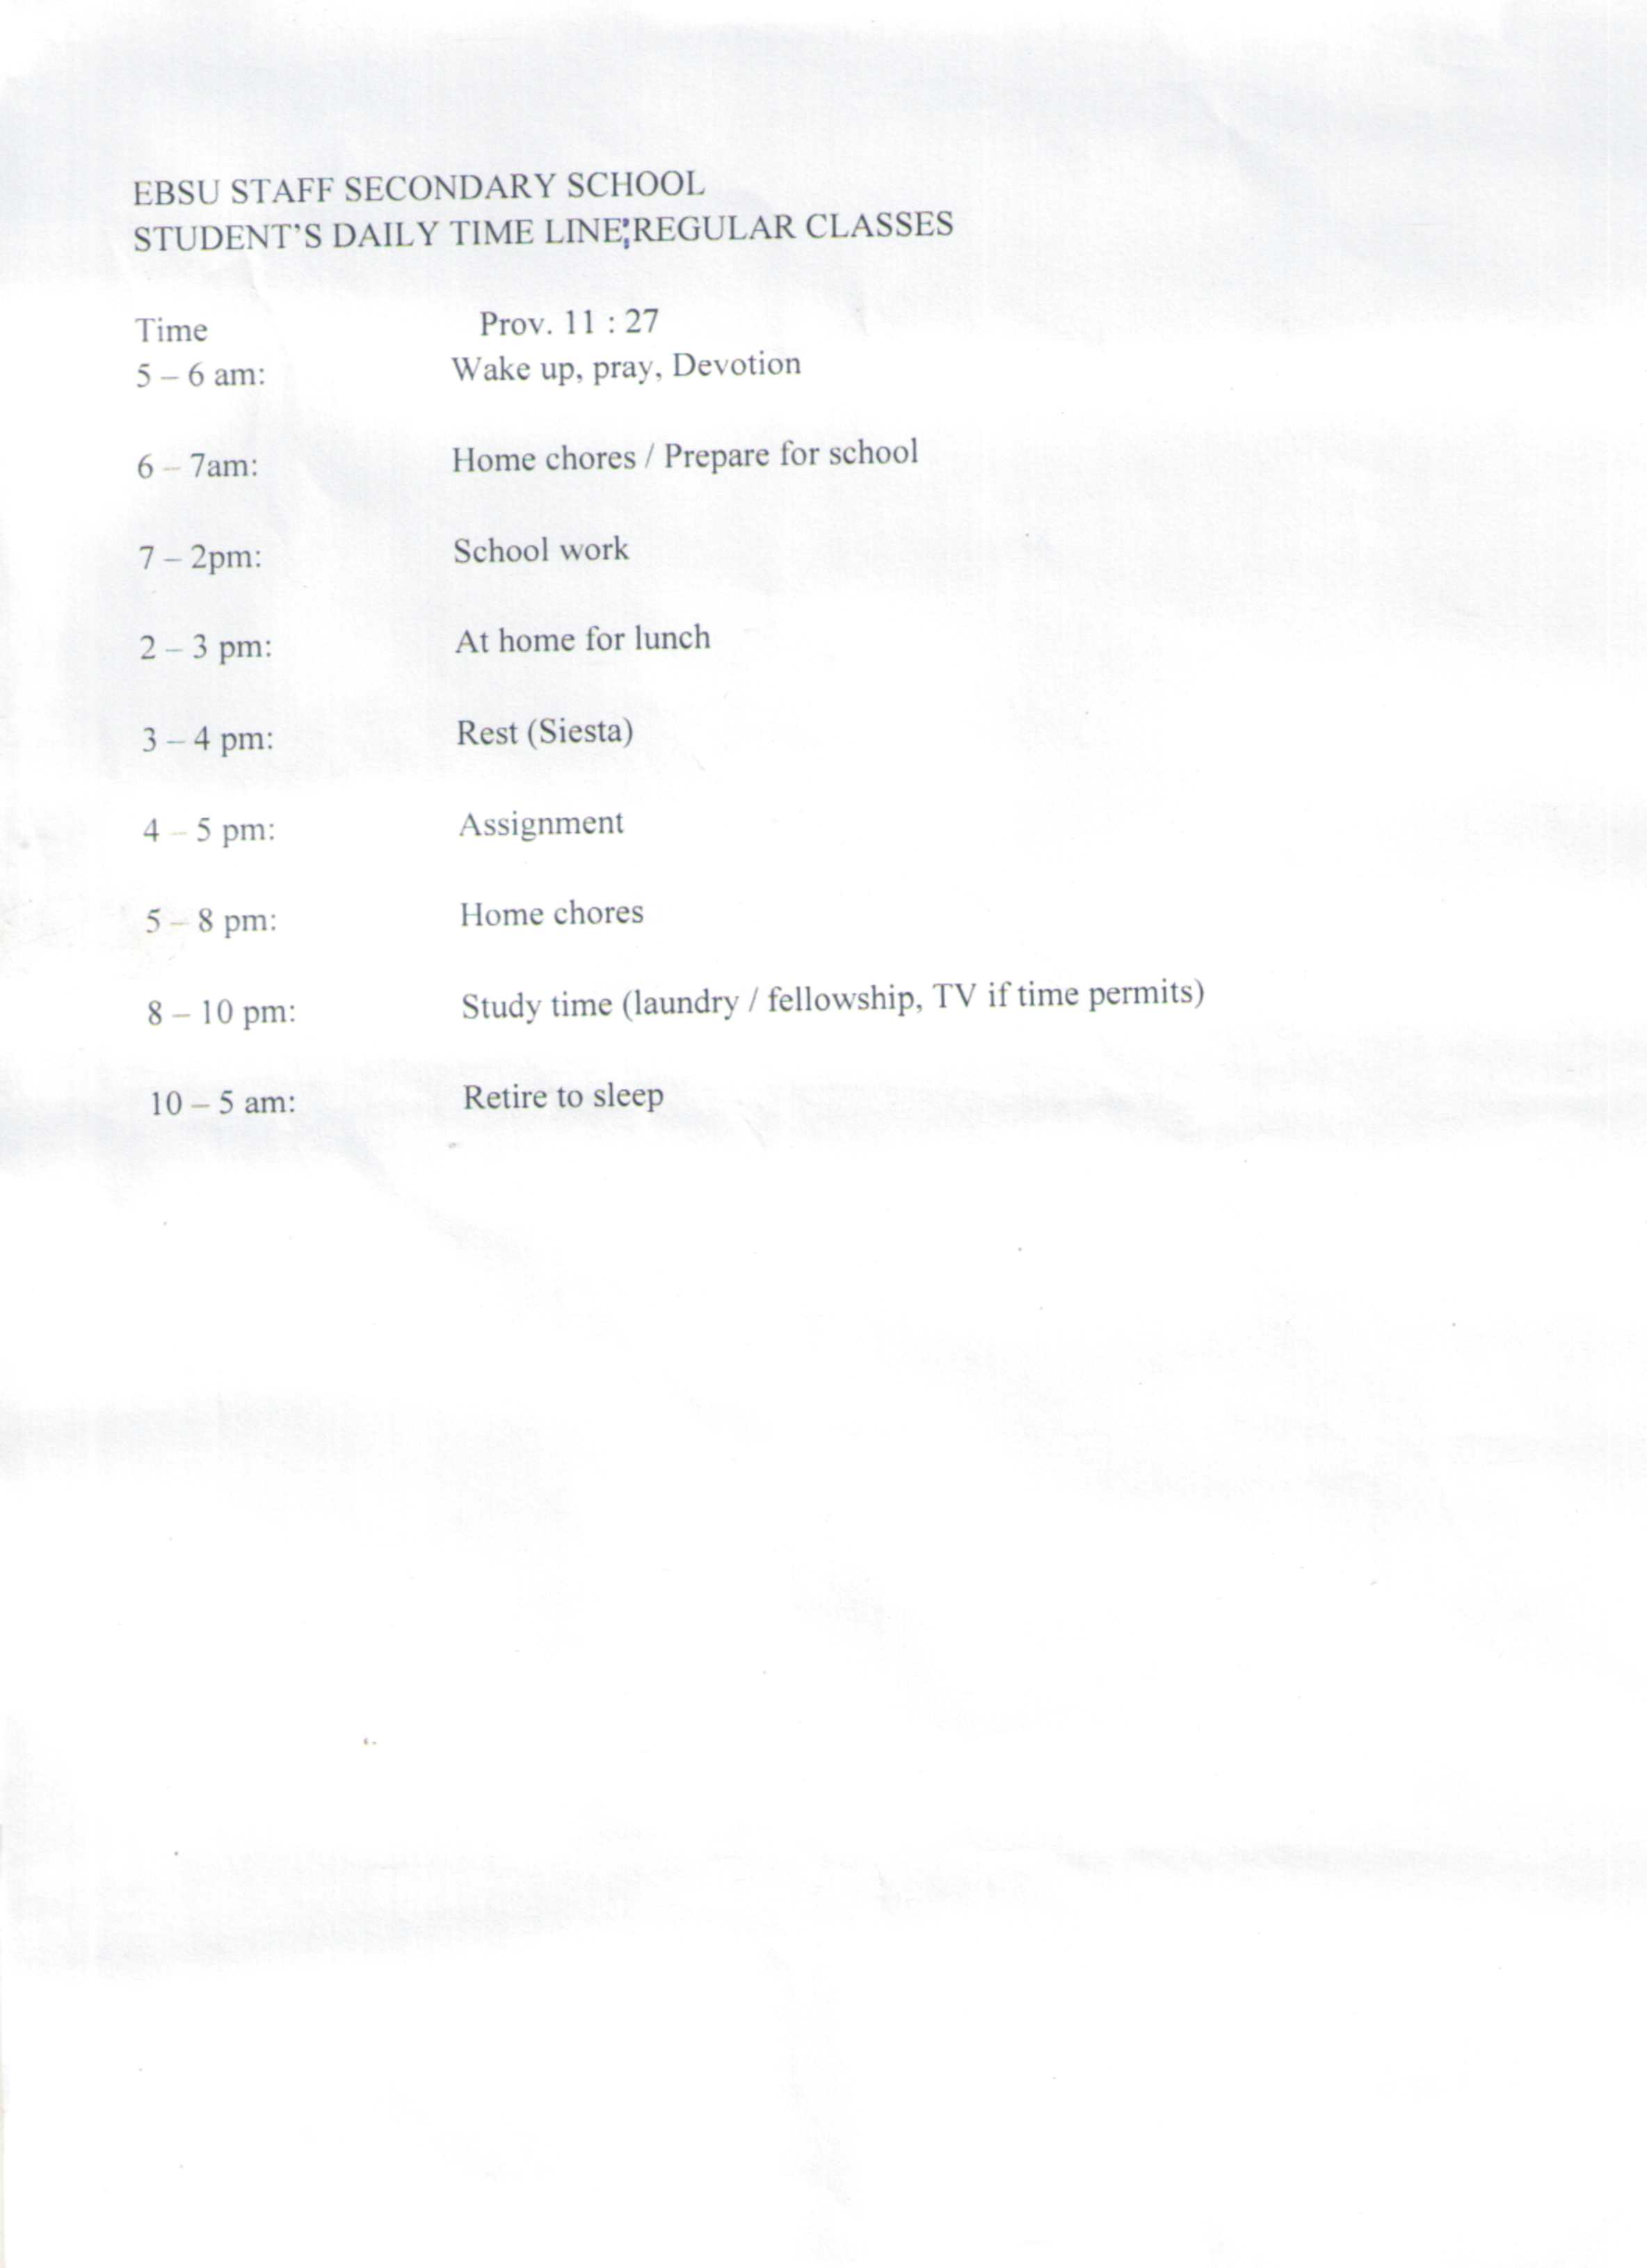 EBSU STAFF SECONDARY SCHOOL
STUDENT'S DAILY TIME LINE; REGULAR CLASSES
Time Prov. 11 : 27
5 – 6 am: Wake up, pray, Devotion
6 – 7am: Home chores / Prepare for school
7 – 2pm: School work
2 – 3 pm: At home for lunch
3 – 4 pm: Rest (Siesta)
4 – 5 pm: Assignment
5 – 8 pm: Home chores
8 – 10 pm: Study time (laundry / fellowship, TV if time permits)
10 – 5 am: Retire to sleep